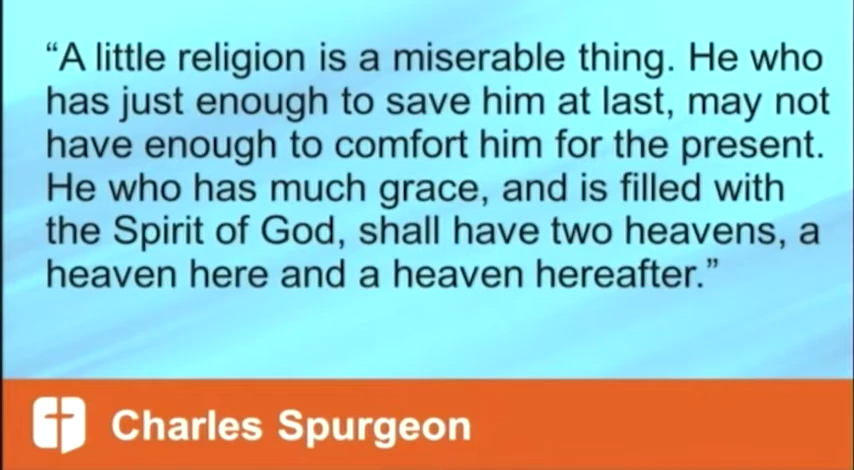 “A little religion is a miserable thing. He who
has just enough to save him at last, may not
have enough to comfort him for the present.
He who has much grace, and is filled with
the Spirit of God, shall have two heavens, a
heaven here and a heaven hereafter.”
Charles Spurgeon